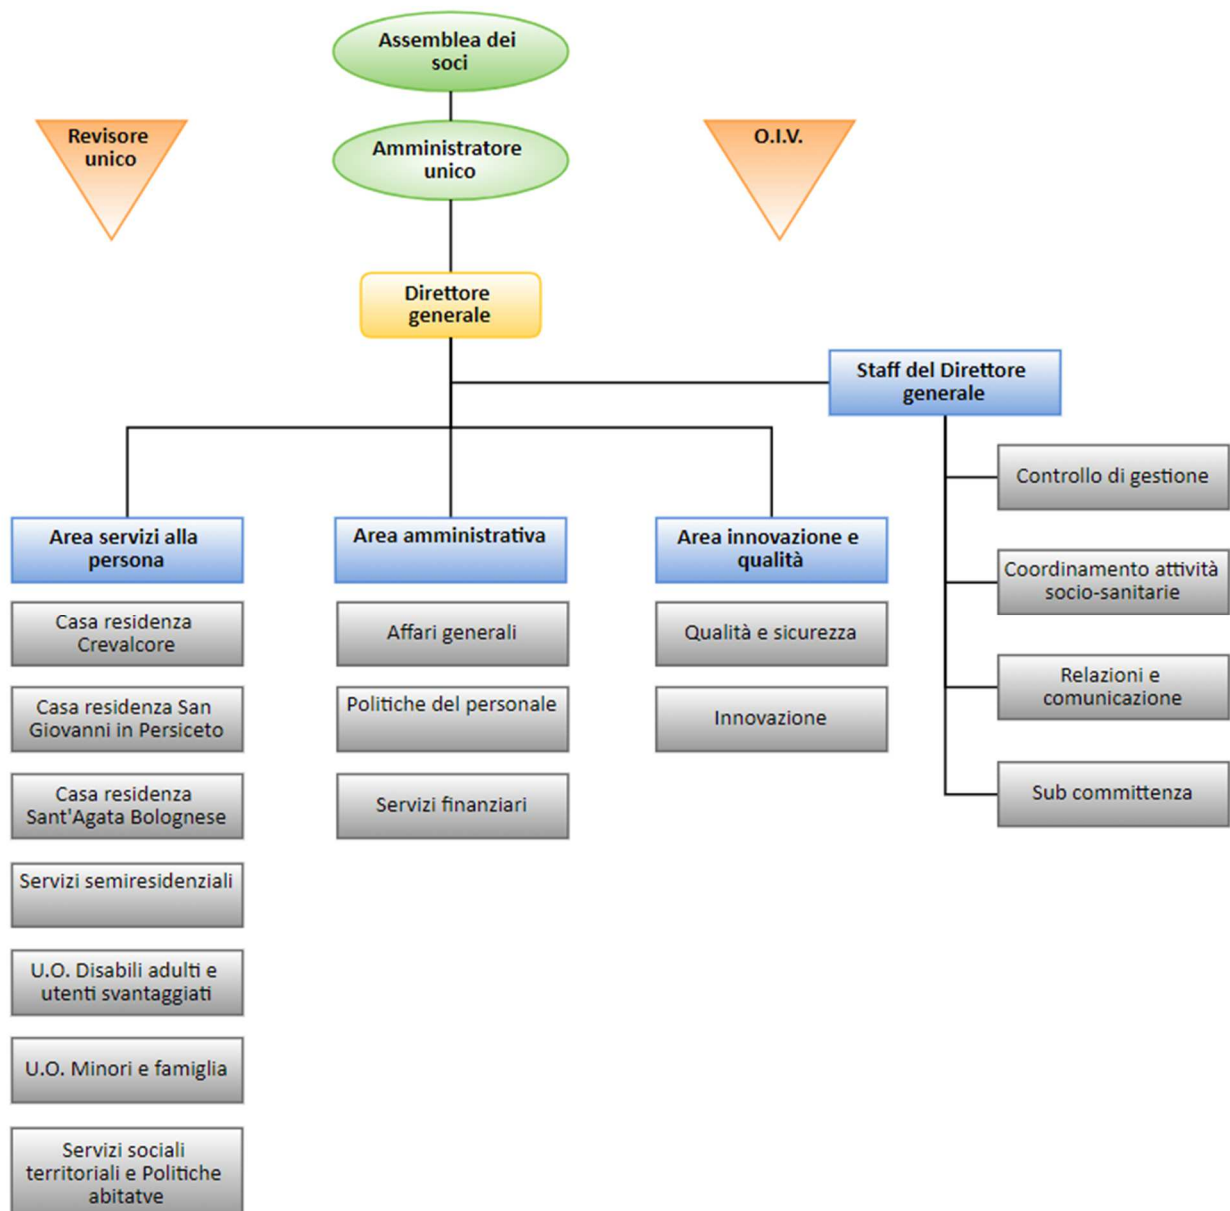 Assemblea dei
soci
Revisore
unico
Amministratore
unico
O.I.V.
Direttore
generale
Staff del Direttore
generale
Controllo di gestione
Coordinamento attività
socio-sanitarie
Relazioni e
comunicazione
Sub committenza
Area servizi alla
persona
Casa residenza
Crevalcore
Casa residenza San
Giovanni in Persiceto
Casa residenza
Sant'Agata Bolognese
Servizi semiresidenziali
U.O. Disabili adulti e
utenti svantaggiati
U.O. Minori e famiglia
Servizi sociali
territoriali e Politiche
abitatve
Area amministrativa
Affari generali
Politiche del personale
Servizi finanziari
Area innovazione e
qualità
Qualità e sicurezza
Innovazione